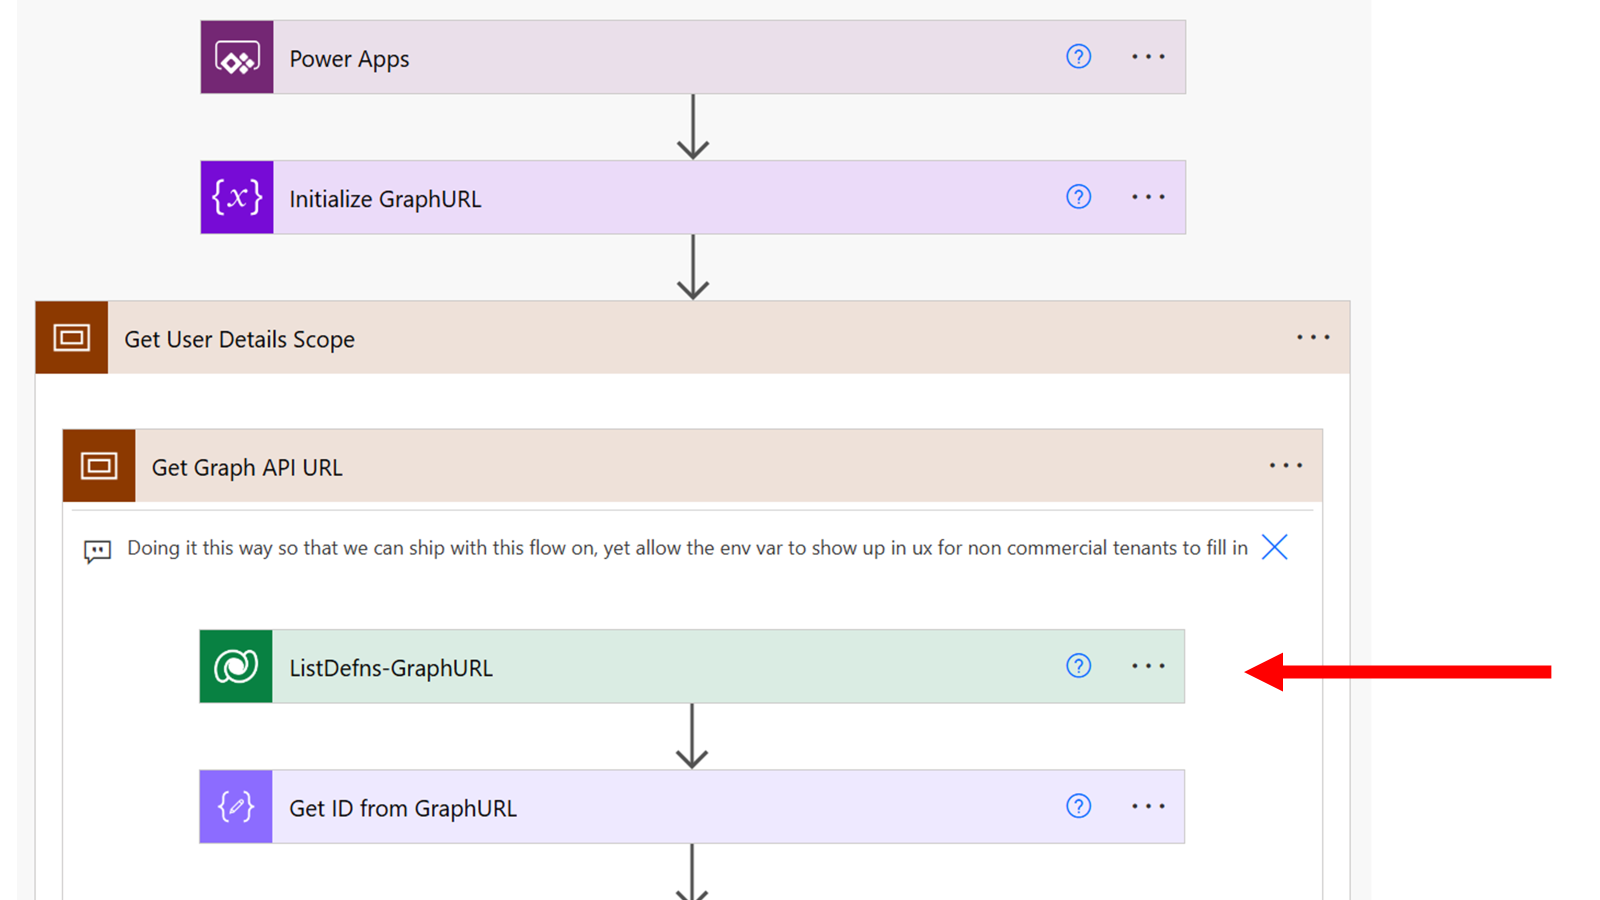 Power Apps
Initialize GraphURL
Get User Details Scope
Get Graph API URL
Doing it this way so that we can ship with this flow on, yet allow the env var to show up in ux for non commercial tenants to fill in
ListDefns-GraphURL
Get ID from GraphURL